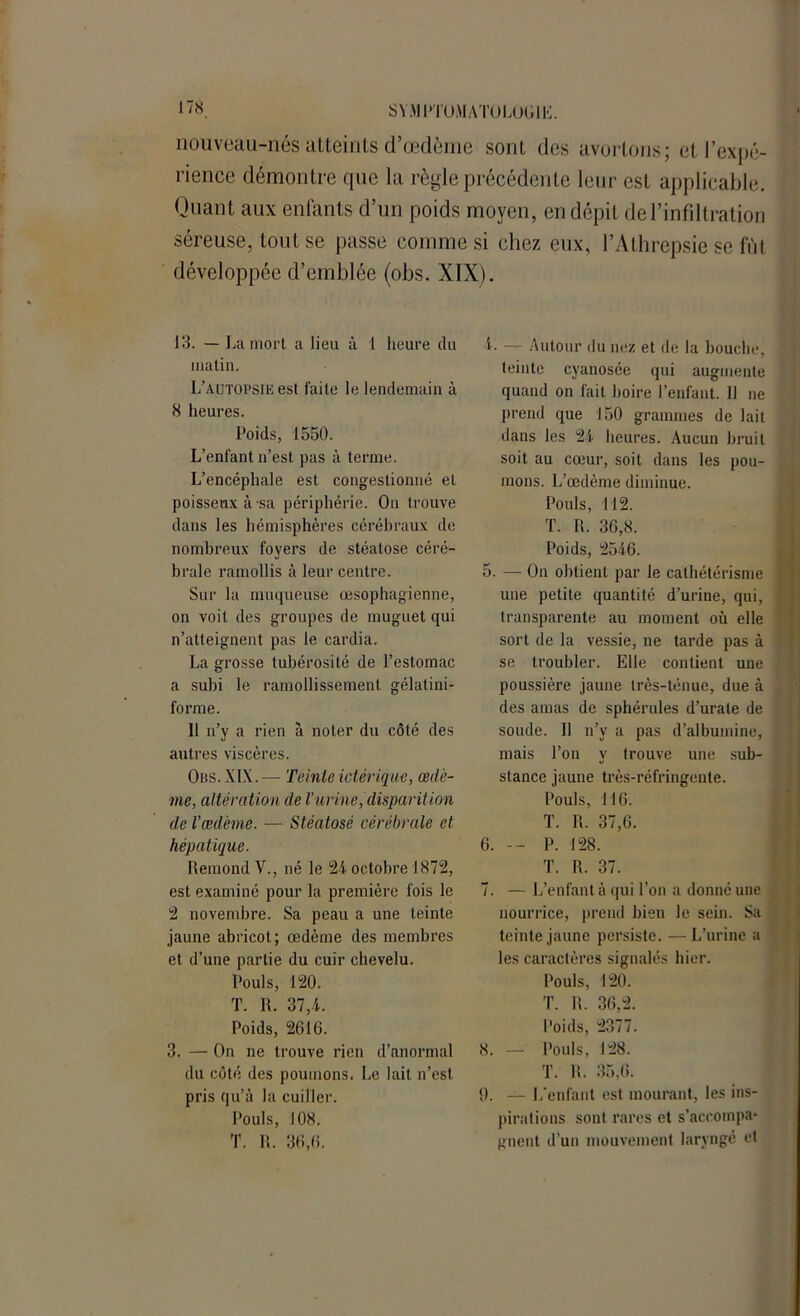 178. SYMPTOMATOLOGIE.
nouveau-nés atteints d'œdème sont des avortons; et l'expé-
rience démontre que la règle précédente leur est applicable.
Quant aux enfants d'un poids moyen, en dépit de l'infiltration
séreuse, tout se passe comme si chez eux, l'Athrepsie se fût
développée d'emblée (obs. XIX).
13. — La mort a lieu à 1 heure du
matin.
L'AUTOPSIE est faite le lendemain à
8 heures.
Poids, 1550.
L'enfant n'est pas à terme.
L'encéphale est congestionné et
poisseux à sa périphérie. On trouve
dans les hémisphères cérébraux de
nombreux foyers de stéatose céré-
brale ramollis à leur centre.
Sur la muqueuse œsophagienne,
on voit des groupes de muguet qui
n'atteignent pas le cardia.
La grosse tubérosité de l'estomac
a subi le ramollissement gélatini-
forme.
Il n'y a rien à noter du côté des
autres viscères.
OBS. XIX. — Teinte ictérique, œdè-
me, altération de l'urine, disparition
de l'œdème. — Stéatosé cérébrale et
hépatique.
Remond V., né le 24 octobre 1872,
est examiné pour la première fois le
2 novembre. Sa peau a une teinte
jaune abricot; œdème des membres
et d'une partie du cuir chevelu.
Pouls, 120.
T. R. 37,4.
Poids, 2616.
3. — On ne trouve rien d'anormal
du côté des poumons. Le lait n'est
pris qu'à la cuiller.
Pouls, 108.
T. R. 36,6.
4. — Autour du nez et de la bouche,
teinte cyanosée qui augmente
quand on fait boire l'enfant. Il ne
prend que 150 grammes de lait
dans les 24 heures. Aucun bruit
soit au cœur, soit dans les pou-
mons. L'œdème diminue.
Pouls, 112.
T. R. 36,8.
Poids, 2546.
5. — On obtient par le cathétérisme
une petite quantité d'urine, qui,
transparente au moment où elle
sort de la vessie, ne tarde pas à
se troubler. Elle contient une
poussière jaune très-ténue, due à
des amas de sphérules d'urate de
soude. Il n'y a pas d'albumine,
mais l'on y trouve une sub-
stance jaune très-réfringente.
Pouls, 116.
T. R. 37,6.
6. -- P. 128.
T. R. 37.
7. — L'enfant à qui l'on a donné une
nourrice, prend bien le sein. Sa
teinte jaune persiste. — L'urine a
les caractères signalés hier.
Pouls, 120.
T. R. 36,2.
Poids, 2377.
8. — Pouls, 128.
T. R. 35,6.
9. — L'enfant est mourant, les ins-
pirations sont rares et s'accompa-
gnent d'un mouvement laryngé et